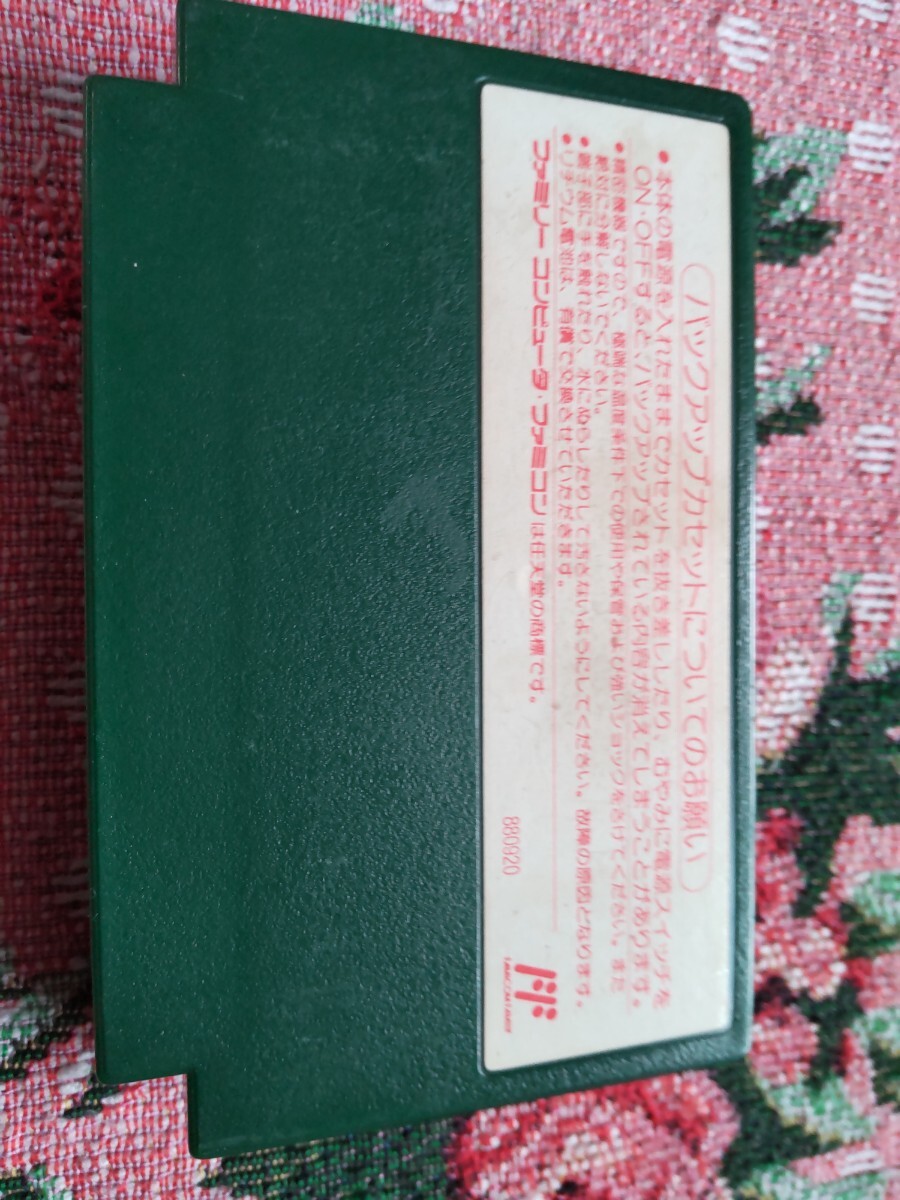 バックアップカセットについてのお願い
●本体の電源を入れたままでカセットを抜き差ししたり、むやみに電源スイッチを
ON・OFFすると、バックアップされている内容が消えてしまうことがあります。
●精密機器ですので、極端な温度条件下での使用や保管および強いショックをさけてください。また
絶対に分解しないでください。
●端子部に手を触れたり、水にぬらしたりして汚さないようにしてください。故障の原因となります。
●リチウム電池は、有償で交換させていただきます。
ファミリー コンピュータ・ファミコンは任天堂の商標です。
880920